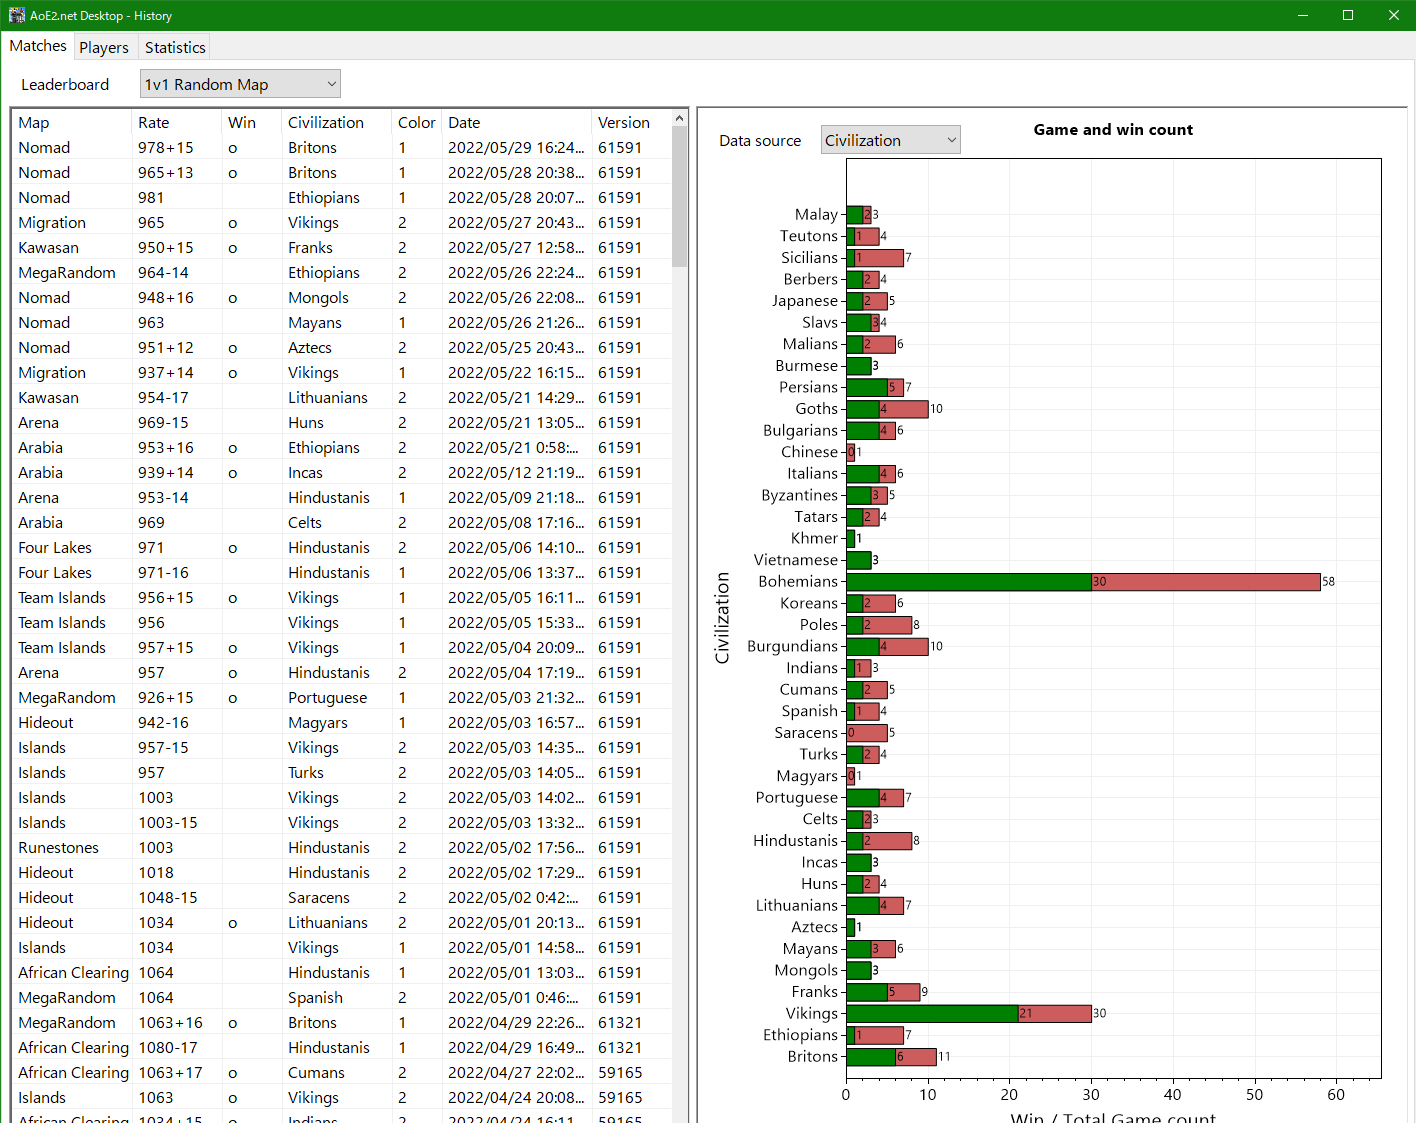 AoE2.net Desktop - History
Matches Players Statistics
Leaderboard 1v1 Random Map
Map Rate Win Civilization Color Date Version
Nomad 978+15 o Britons 1 2022/05/29 16:24... 61591
Nomad 965+13 o Britons 1 2022/05/28 20:38... 61591
Nomad 981 Ethiopians 1 2022/05/28 20:07... 61591
Migration 965 o Vikings 2 2022/05/27 20:43... 61591
Kawasan 950+15 o Franks 2 2022/05/27 12:58... 61591
MegaRandom 964-14 Ethiopians 2 2022/05/26 22:24... 61591
Nomad 948+16 o Mongols 2 2022/05/26 22:08... 61591
Nomad 963 Mayans 1 2022/05/26 21:26... 61591
Nomad 951+12 o Aztecs 2 2022/05/25 20:43... 61591
Migration 937+14 o Vikings 1 2022/05/22 16:15... 61591
Kawasan 954-17 Lithuanians 2 2022/05/21 14:29... 61591
Arena 969-15 Huns 2 2022/05/21 13:05... 61591
Arabia 953+16 o Ethiopians 2 2022/05/21 0:58:... 61591
Arabia 939+14 o Incas 2 2022/05/12 21:19... 61591
Arena 953-14 Hindustanis 1 2022/05/09 21:18... 61591
Arabia 969 Celts 2 2022/05/08 17:16... 61591
Four Lakes 971 o Hindustanis 2 2022/05/06 14:10... 61591
Four Lakes 971-16 Hindustanis 1 2022/05/06 13:37... 61591
Team Islands 956+15 o Vikings 1 2022/05/05 16:11... 61591
Team Islands 956 Vikings 1 2022/05/05 15:33... 61591
Team Islands 957+15 o Vikings 1 2022/05/04 20:09... 61591
Arena 957 o Hindustanis 2 2022/05/04 17:19... 61591
MegaRandom 926+15 o Portuguese 1 2022/05/03 21:32... 61591
Hideout 942-16 Magyars 1 2022/05/03 16:57... 61591
Islands 957-15 Vikings 2 2022/05/03 14:35... 61591
Islands 957 Turks 2 2022/05/03 14:05... 61591
Islands 1003 Vikings 2 2022/05/03 14:02... 61591
Islands 1003-15 Vikings 2 2022/05/03 13:32... 61591
Runestones 1003 Hindustanis 2 2022/05/02 17:56... 61591
Hideout 1018 Hindustanis 2 2022/05/02 17:29... 61591
Hideout 1048-15 Saracens 2 2022/05/02 0:42:... 61591
Hideout 1034 o Lithuanians 2 2022/05/01 20:13... 61591
Islands 1034 Vikings 1 2022/05/01 14:58... 61591
African Clearing 1064 Hindustanis 1 2022/05/01 13:03... 61591
MegaRandom 1064 Spanish 2 2022/05/01 0:46:... 61591
MegaRandom 1063+16 o Britons 1 2022/04/29 22:26... 61321
African Clearing 1080-17 Hindustanis 1 2022/04/29 16:49... 61321
African Clearing 1063+17 o Cumans 2 2022/04/27 22:02... 59165
Islands 1063 o Vikings 2 2022/04/24 20:08... 59165
African Clearing 1034+15 o Indians 2 2022/04/24 16:11 59165
Data source Civilization
Game and win count
Civilization
Malay 2 3
Teutons 1 4
Sicilians 1 7
Berbers 2 4
Japanese 2 5
Slavs 3 4
Malians 2 6
Burmese 3
Persians 5 7
Goths 4 10
Bulgarians 4 6
Chinese 0 1
Italians 4 6
Byzantines 3 5
Tatars 2 4
Khmer 1
Vietnamese 3
Bohemians 30 58
Koreans 2 6
Poles 2 8
Burgundians 4 10
Indians 1 3
Cumans 2 5
Spanish 1 4
Saracens 0 5
Turks 2 4
Magyars 0 1
Portuguese 4 7
Celts 2 3
Hindustanis 2 8
Incas 3
Huns 2 4
Lithuanians 4 7
Aztecs 1
Mayans 3 6
Mongols 3
Franks 5 9
Vikings 21 30
Ethiopians 1 7
Britons 6 11
0 10 20 30 40 50 60
Win / Total Game count